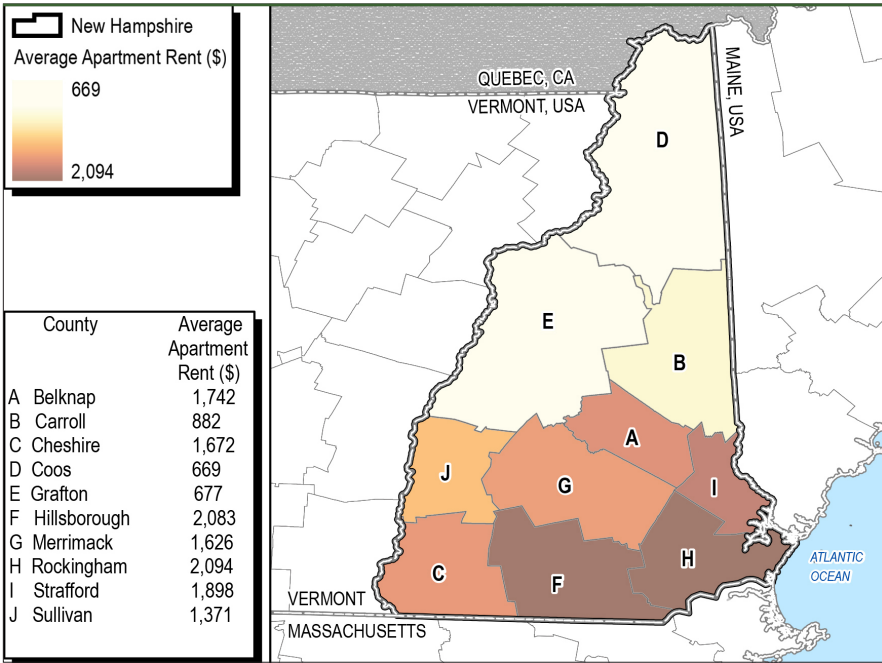 New Hampshire
Average Apartment Rent ($)
669
2,094
County Average
Apartment
Rent ($)
A Belknap 1,742
B Carroll 882
C Cheshire 1,672
D Coos 669
E Grafton 677
F Hillsborough 2,083
G Merrimack 1,626
H Rockingham 2,094
I Strafford 1,898
J Sullivan 1,371
QUEBEC, CA
VERMONT, USA
MAINE, USA
D
E
B
A
J
G
I
H
C
F
ATLANTIC
OCEAN
VERMONT
MASSACHUSETTS